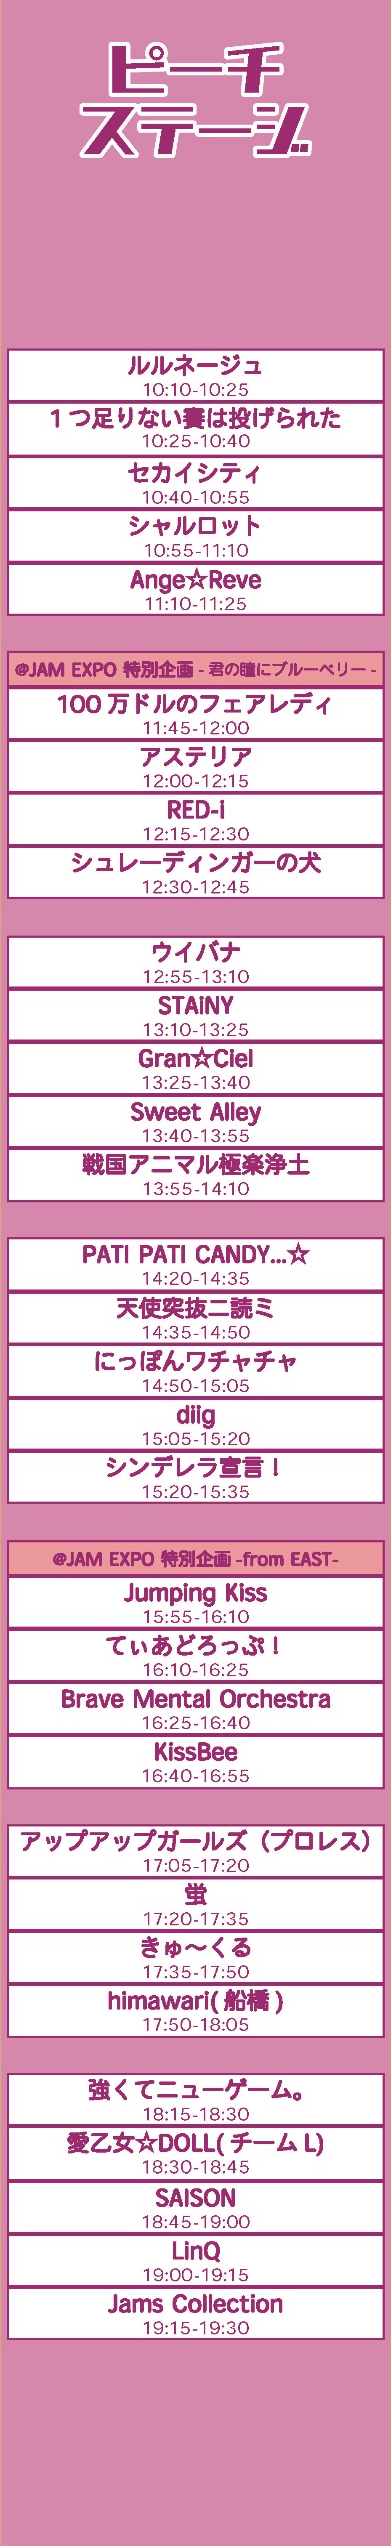 ピーチ
ステージ
ルルネージュ
10:10-10:25
1つ足りない賽は投げられた
10:25-10:40
セカイシティ
10:40-10:55
シャルロット
10:55-11:10
Ange☆Reve
11:10-11:25
@JAM EXPO 特別企画 - 君の瞳にブルーベリー -
100万ドルのフェアレディ
11:45-12:00
アステリア
12:00-12:15
RED-i
12:15-12:30
シュレーディンガーの犬
12:30-12:45
ウイバナ
12:55-13:10
STAiNY
13:10-13:25
Gran☆Ciel
13:25-13:40
Sweet Alley
13:40-13:55
戦国アニマル極楽浄土
13:55-14:10
PATI PATI CANDY...☆
14:20-14:35
天使突抜二読ミ
14:35-14:50
にっぽんワチャチャ
14:50-15:05
diig
15:05-15:20
シンデレラ宣言！
15:20-15:35
@JAM EXPO 特別企画 -from EAST-
Jumping Kiss
15:55-16:10
てぃあどろっぷ！
16:10-16:25
Brave Mental Orchestra
16:25-16:40
KissBee
16:40-16:55
アップアップガールズ（プロレス）
17:05-17:20
蛍
17:20-17:35
きゅ〜くる
17:35-17:50
himawari(船橋)
17:50-18:05
強くてニューゲーム。
18:15-18:30
愛乙女☆DOLL(チームL)
18:30-18:45
SAISON
18:45-19:00
LinQ
19:00-19:15
Jams Collection
19:15-19:30